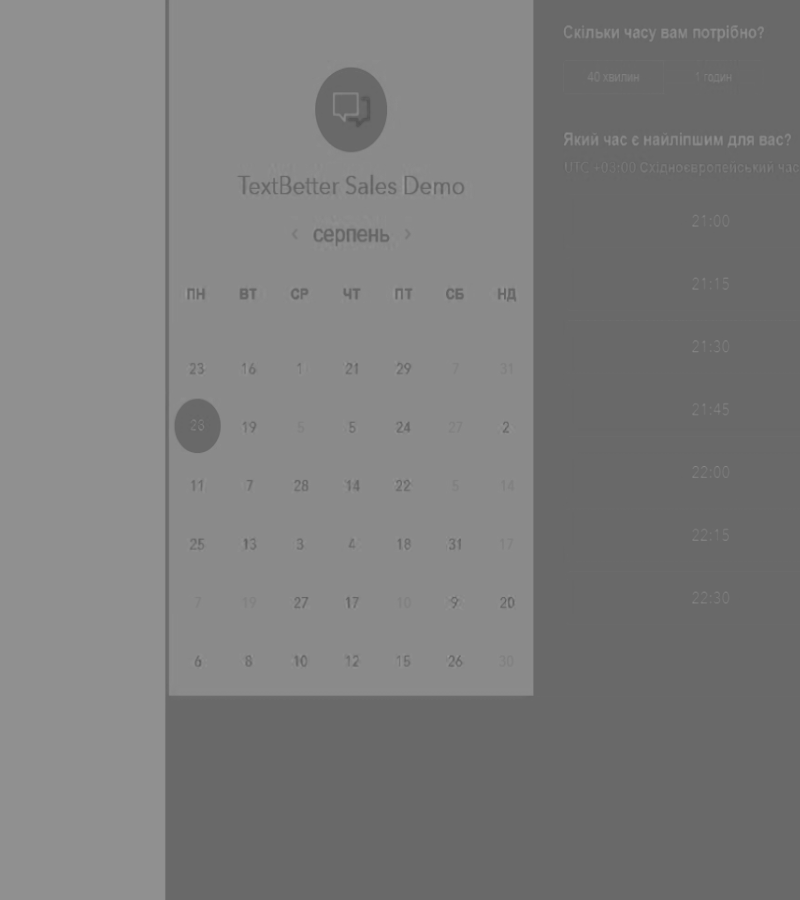 TextBetter Sales Demo
‹ серпень ›
ПН ВТ СР ЧТ ПТ СБ НД
23 16 1 21 29 7 31
28 19 5 5 24 27 2
11 7 28 14 22 5 14
25 13 3 4 18 31 17
7 19 27 17 10 9 20
6 8 10 12 15 26 30
Скільки часу вам потрібно?
40 хвилин 1 годин
Який час є найліпшим для вас?
UTC +03:00 Східноєвропейський час
21:00
21:15
21:30
21:45
22:00
22:15
22:30